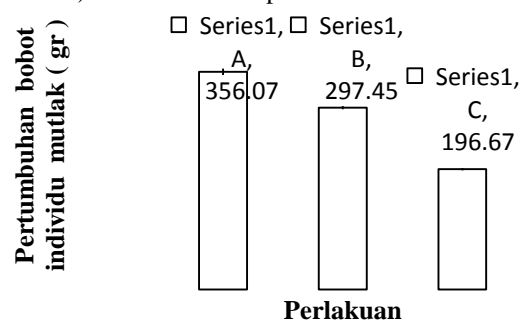 Pertumbuhan bobot
individu mutlak ( gr )
Series1,
A,
356.07
Series1,
B,
297.45
Series1,
C,
196.67
Perlakuan